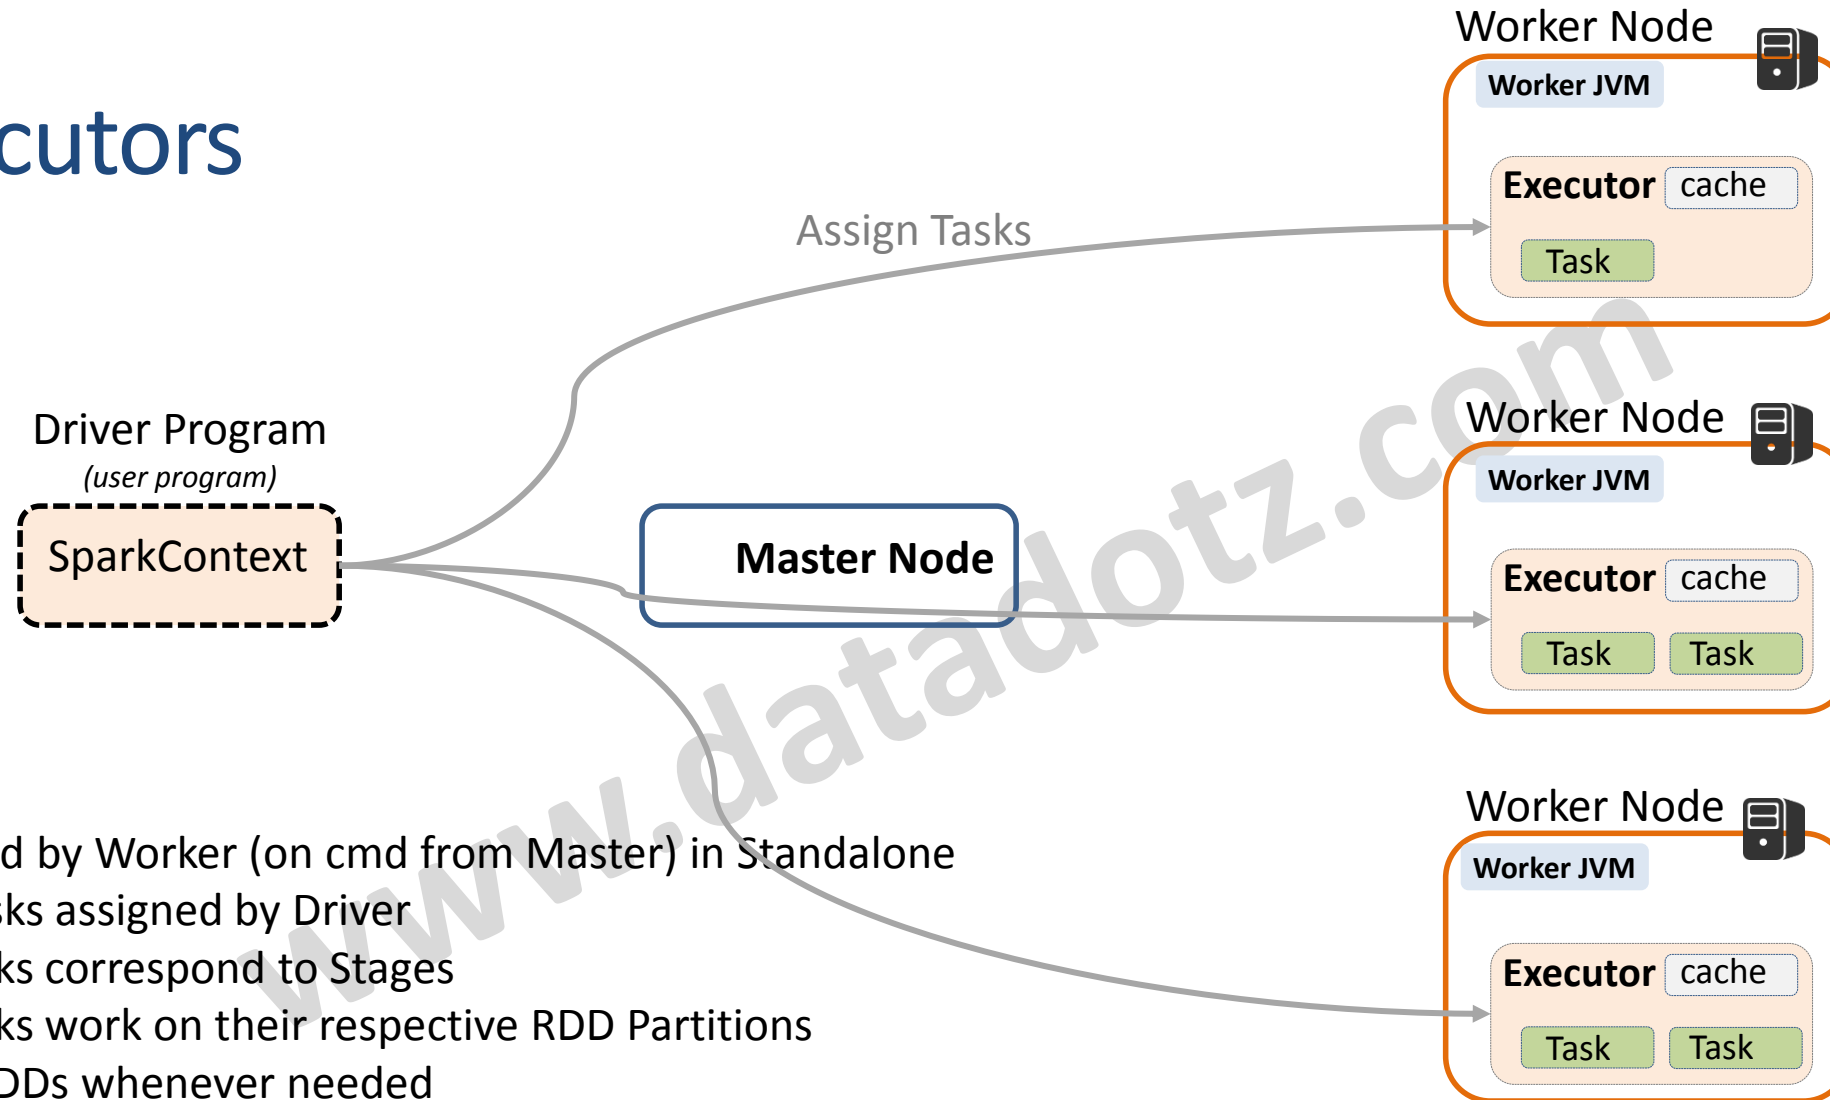 cutors
Assign Tasks
Driver Program
(user program)
SparkContext
Master Node
Worker Node
Worker JVM
Executor cache
Task
Worker Node
Worker JVM
Executor cache
Task Task
Worker Node
Worker JVM
Executor cache
Task Task
d by Worker (on cmd from Master) in Standalone
sks assigned by Driver
ks correspond to Stages
ks work on their respective RDD Partitions
DDs whenever needed
www.datadotz.com